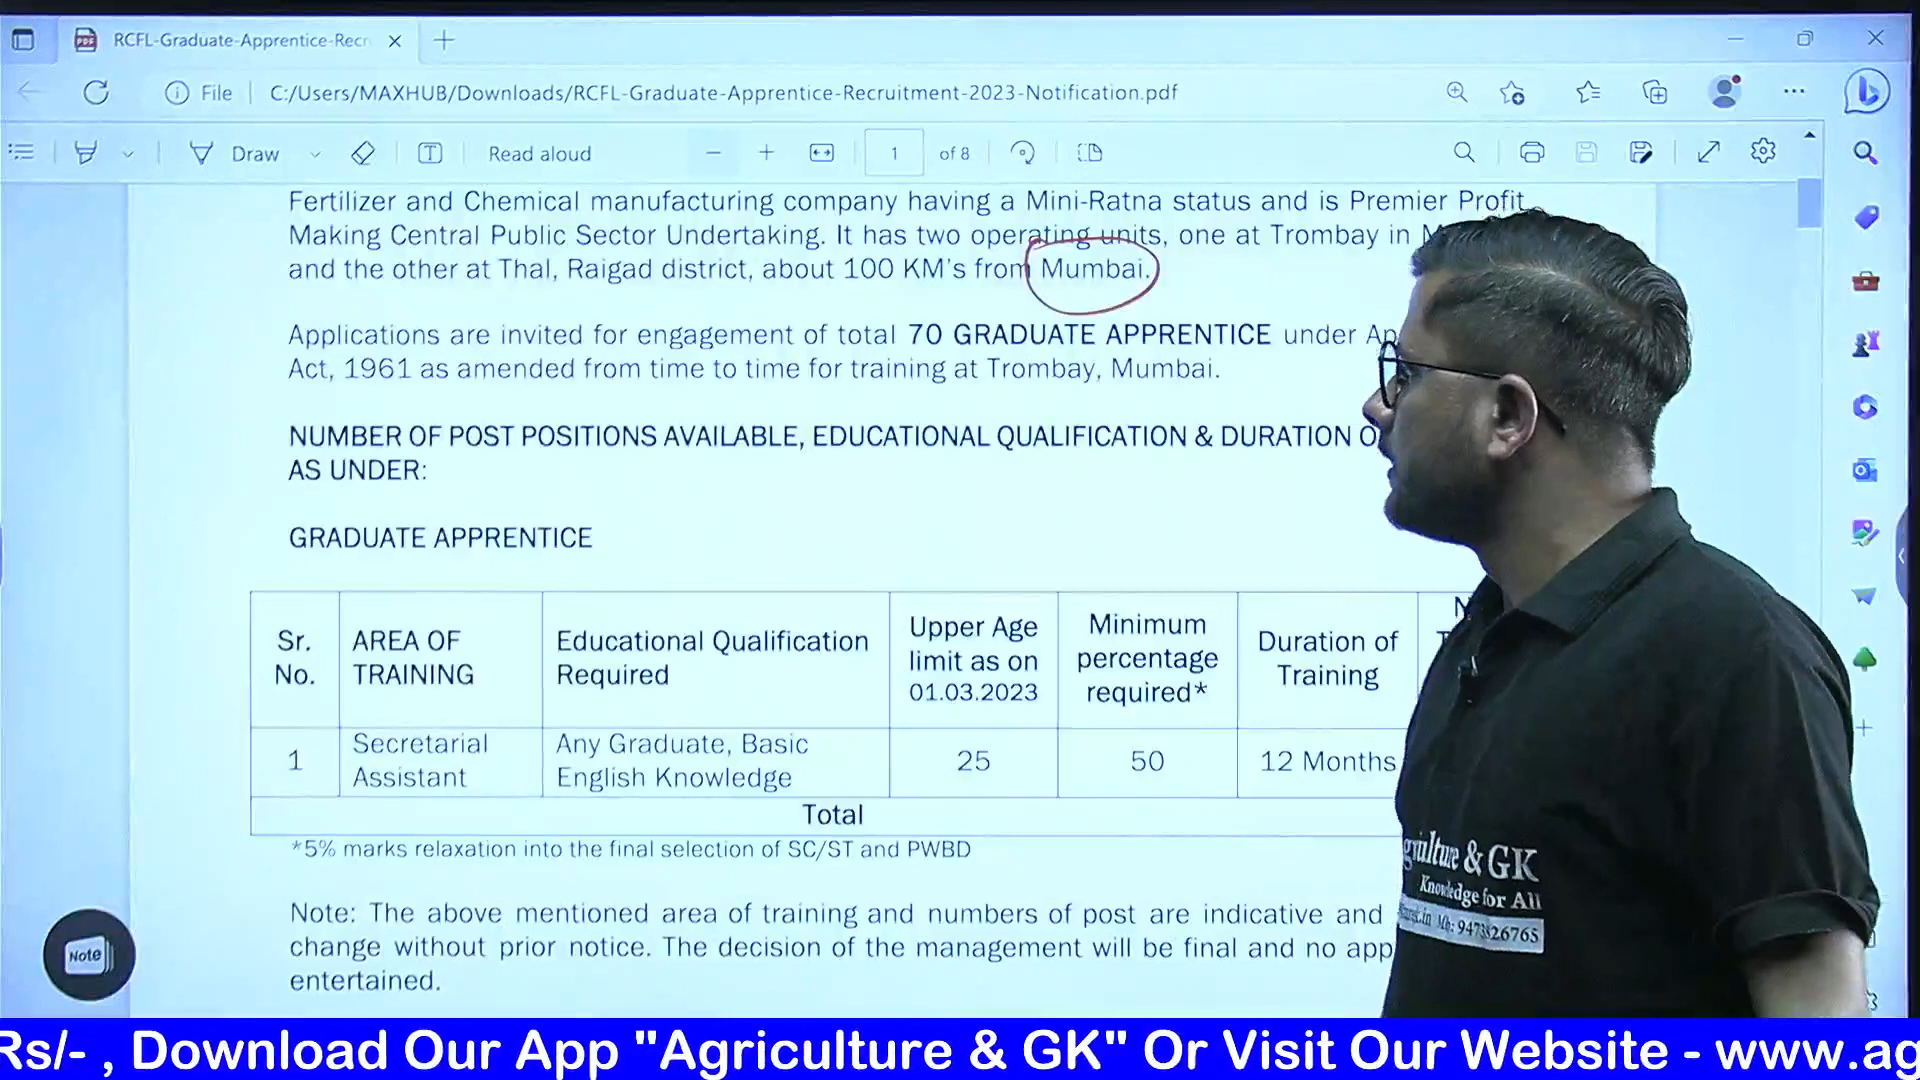 RCFL-Graduate-Apprentice-Recr
File
C:/Users/MAXHUB/Downloads/RCFL-Graduate-Apprentice-Recruitment-2023-Notification.pdf
Draw
Read aloud
1
of 8
Fertilizer and Chemical manufacturing company having a Mini-Ratna status and is Premier Profit
Making Central Public Sector Undertaking. It has two operating units, one at Trombay in
and the other at Thal, Raigad district, about 100 KM's from Mumbai.
Applications are invited for engagement of total 70 GRADUATE APPRENTICE under
Act, 1961 as amended from time to time for training at Trombay, Mumbai.
NUMBER OF POST POSITIONS AVAILABLE, EDUCATIONAL QUALIFICATION & DURATION
AS UNDER:
GRADUATE APPRENTICE
Sr.
No.
AREA OF
TRAINING
Educational Qualification
Required
Upper Age
limit as on
01.03.2023
Minimum
percentage
required*
Duration of
Training
1
Secretarial
Assistant
Any Graduate, Basic
English Knowledge
25
50
12 Months
Total
*5% marks relaxation into the final selection of SC/ST and PWBD
Note: The above mentioned area of training and numbers of post are indicative and
change without prior notice. The decision of the management will be final and no app
entertained.
Note
& GK
Knowledge for All
Rs/- , Download Our App "Agriculture & GK" Or Visit Our Website - www.ag